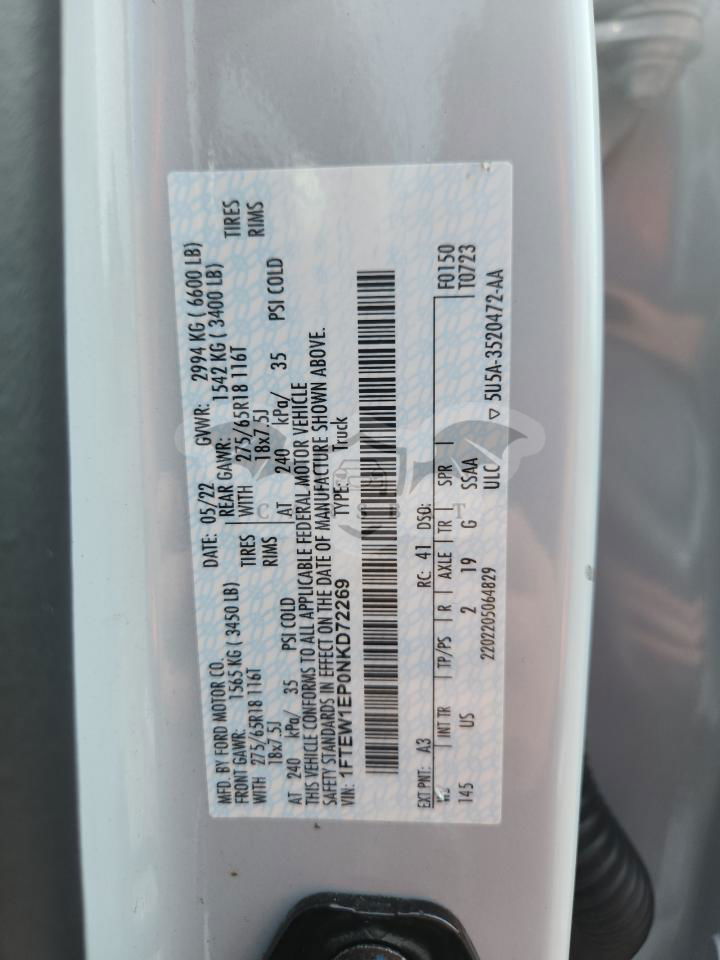 MFD. BY FORD MOTOR CO.
DATE: 05/22 GVWR: 2994 KG ( 6600 LB)
FRONT GAWR: 1565 KG ( 3450 LB) REAR GAWR: 1542 KG ( 3400 LB)
WITH 275/65R18 116T TIRES WITH 275/65R18 116T TIRES
18x7.5J RIMS 18x7.5J RIMS
AT 240 kPa/ 35 PSI COLD AT 240 kPa/ 35 PSI COLD
THIS VEHICLE CONFORMS TO ALL APPLICABLE FEDERAL MOTOR VEHICLE
SAFETY STANDARDS IN EFFECT ON THE DATE OF MANUFACTURE SHOWN ABOVE.
VIN: 1FTEW1EP0NKD72269 TYPE: Truck
EXT PNT: A3 RC: 41 DSO: F0150
INT TR TP/PS R AXLE TR SPR T0723
145 US 2 19 G SSAA
2202205064829 ULC ▽ 5U5A-3520472-AA
C S B T